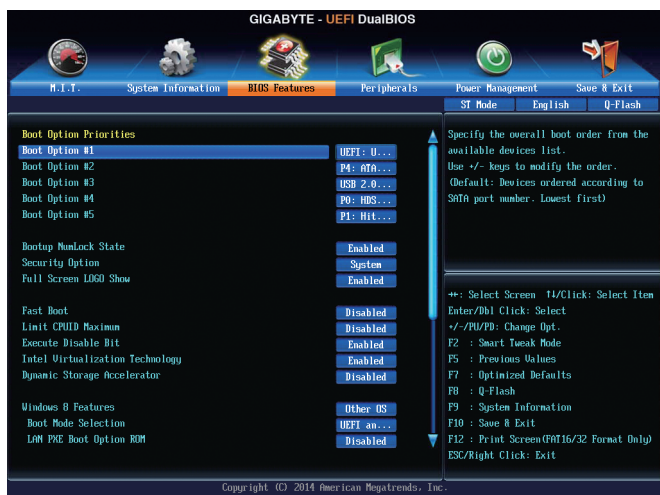 GIGABYTE - UEFI DualBIOS
M.I.T.
System Information
BIOS Features
Peripherals
Power Management
Save & Exit
ST Mode
English
Q-Flash
Boot Option Priorities
Boot Option #1 UEFI: U...
Boot Option #2 P4: ATA...
Boot Option #3 USB 2.0...
Boot Option #4 P0: HDS...
Boot Option #5 P1: Hit...
Bootup NumLock State Enabled
Security Option System
Full Screen LOGO Show Enabled
Fast Boot Disabled
Limit CPUID Maximum Disabled
Execute Disable Bit Enabled
Intel Virtualization Technology Enabled
Dynamic Storage Accelerator Disabled
Windows 8 Features Other OS
Boot Mode Selection UEFI an...
LAN PXE Boot Option ROM Disabled
Specify the overall boot order from the
available devices list.
Use +/- keys to modify the order.
(Default: Devices ordered according to
SATA port number. Lowest first)
↔: Select Screen ↑↓/Click: Select Item
Enter/Dbl Click: Select
+/-/PU/PD: Change Opt.
F2 : Smart Tweak Mode
F5 : Previous Values
F7 : Optimized Defaults
F8 : Q-Flash
F9 : System Information
F10 : Save & Exit
F12 : Print Screen(FAT16/32 Format Only)
ESC/Right Click: Exit
Copyright (C) 2014 American Megatrends, Inc.